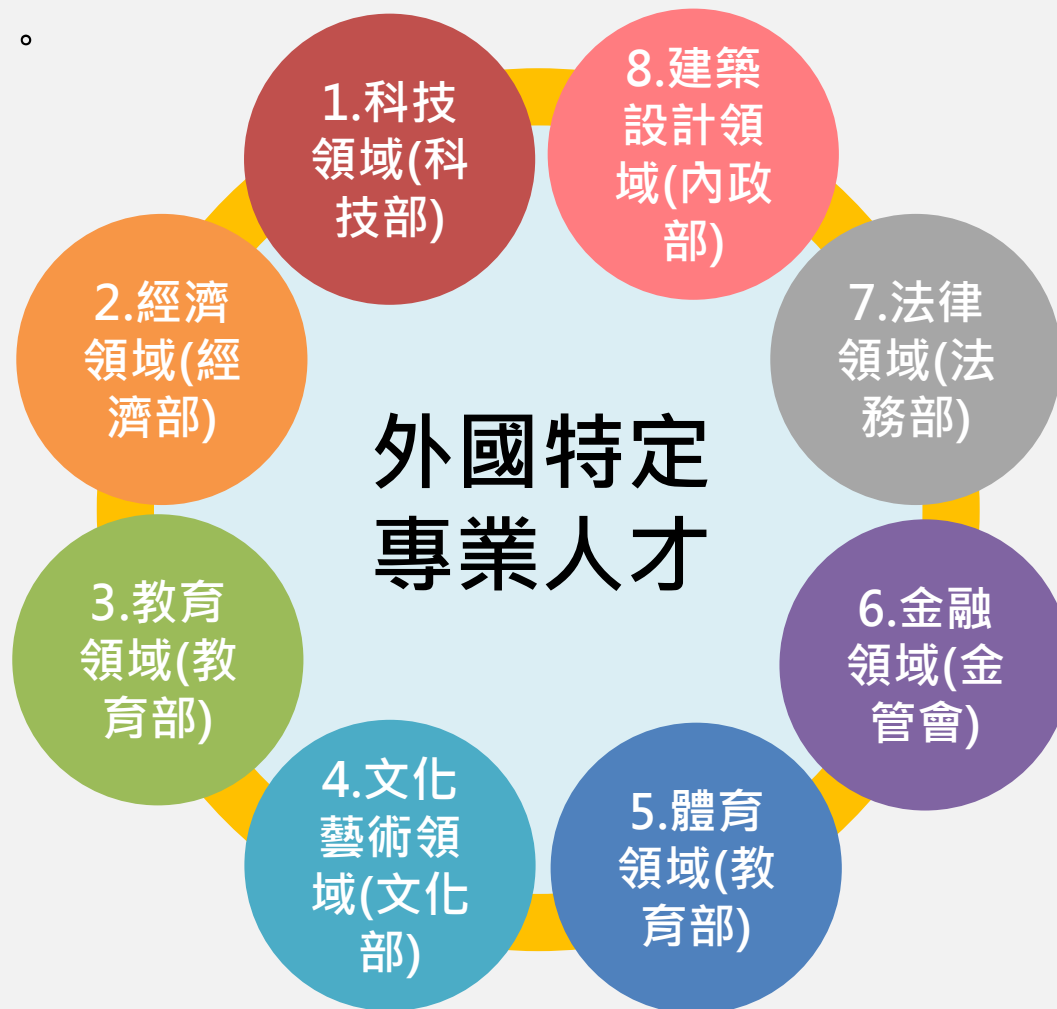 。
1.科技
領域(科
技部)
8.建築
設計領
域(內政
部)
2.經濟
領域(經
濟部)
7.法律
領域(法
務部)
外國特定
專業人才
3.教育
領域(教
育部)
6.金融
領域(金
管會)
4.文化
藝術領
域(文化
部)
5.體育
領域(教
育部)